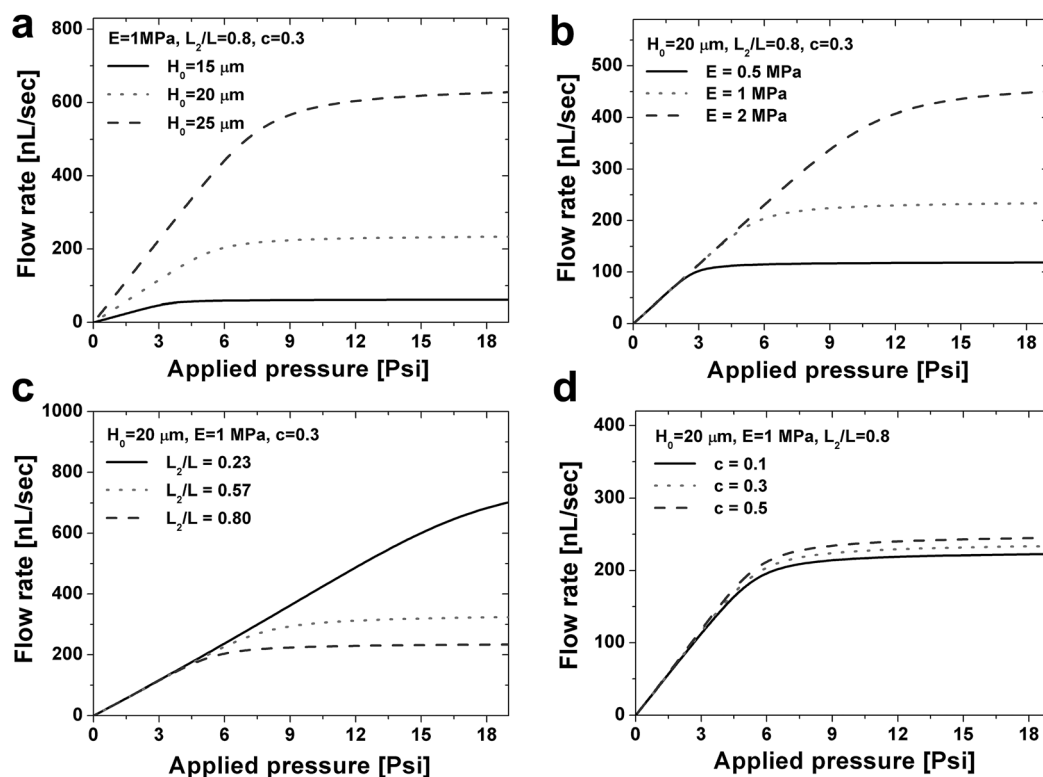 a
E=1MPa, L₂/L=0.8, c=0.3
H₀=15 μm
H₀=20 μm
H₀=25 μm
800
600
400
200
0
0 3 6 9 12 15 18
Flow rate [nL/sec]
Applied pressure [Psi]
b
H₀=20 μm, L₂/L=0.8, c=0.3
E = 0.5 MPa
E = 1 MPa
E = 2 MPa
500
400
300
200
100
0
0 3 6 9 12 15 18
Flow rate [nL/sec]
Applied pressure [Psi]
c
H₀=20 μm, E=1 MPa, c=0.3
L₂/L = 0.23
L₂/L = 0.57
L₂/L = 0.80
1000
800
600
400
200
0
0 3 6 9 12 15 18
Flow rate [nL/sec]
Applied pressure [Psi]
d
H₀=20 μm, E=1 MPa, L₂/L=0.8
c = 0.1
c = 0.3
c = 0.5
400
300
200
100
0
0 3 6 9 12 15 18
Flow rate [nL/sec]
Applied pressure [Psi]